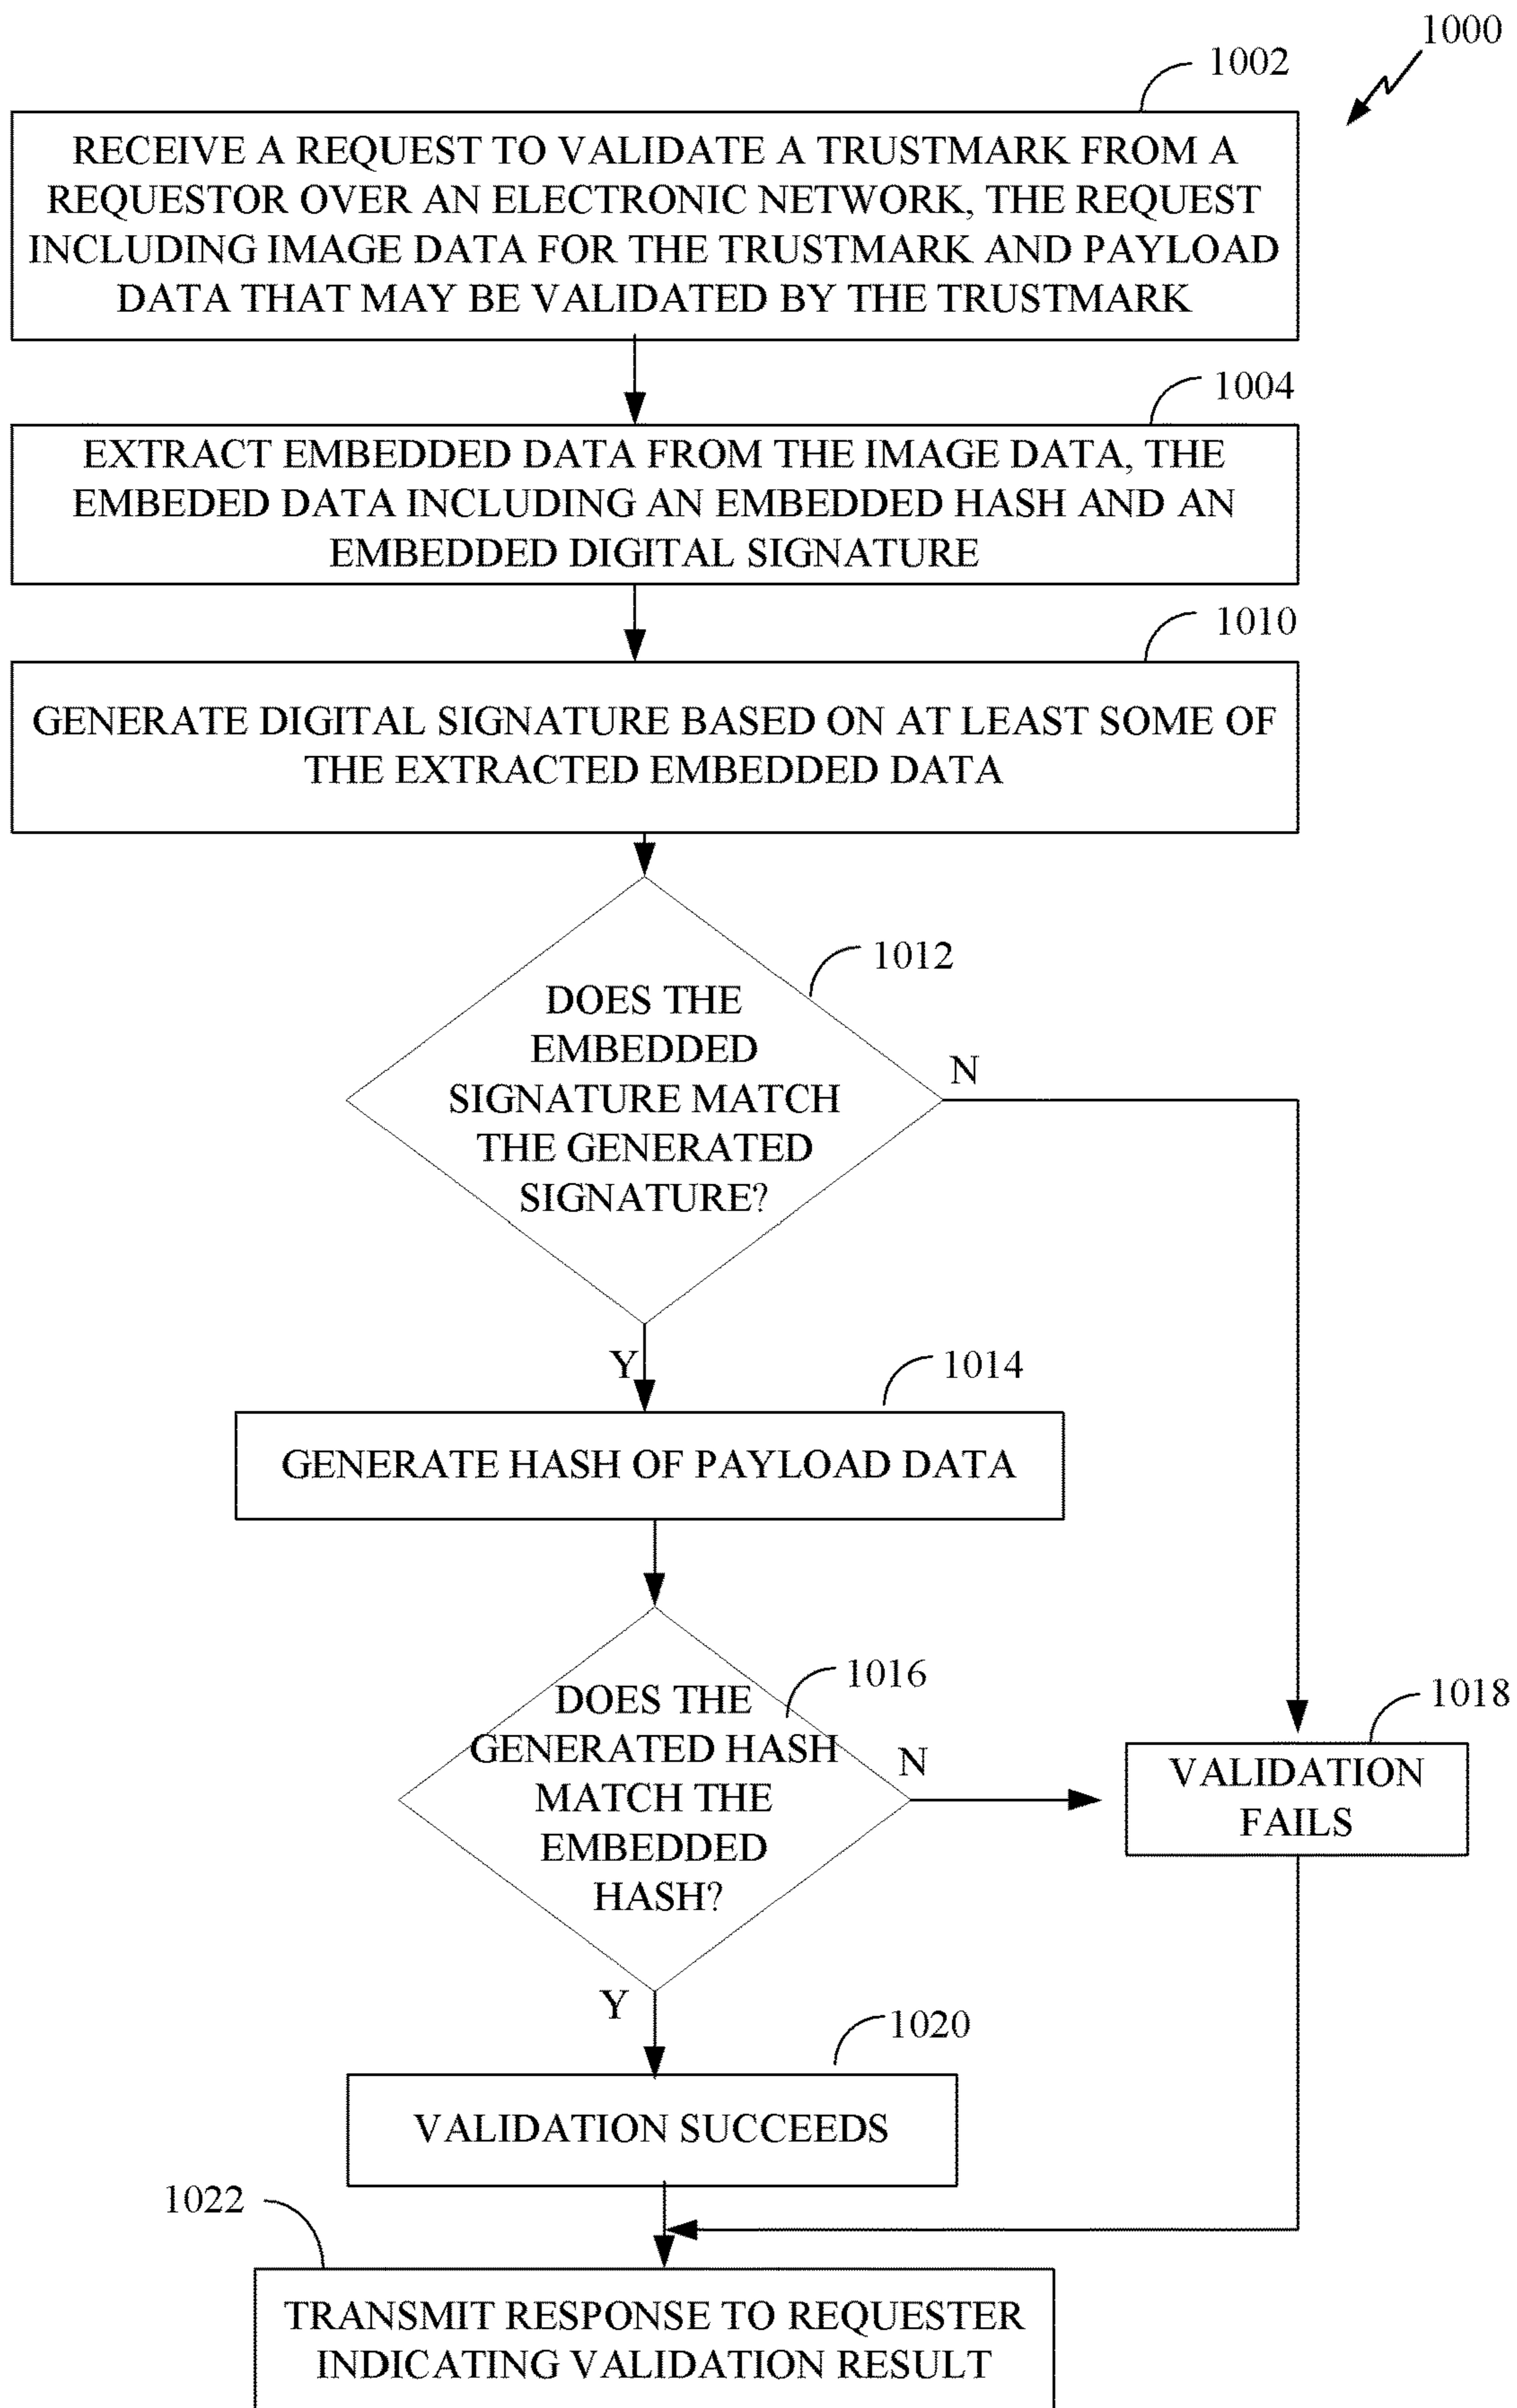 1000
1002
RECEIVE A REQUEST TO VALIDATE A TRUSTMARK FROM A
REQUESTOR OVER AN ELECTRONIC NETWORK, THE REQUEST
INCLUDING IMAGE DATA FOR THE TRUSTMARK AND PAYLOAD
DATA THAT MAY BE VALIDATED BY THE TRUSTMARK
1004
EXTRACT EMBEDDED DATA FROM THE IMAGE DATA, THE
EMBEDED DATA INCLUDING AN EMBEDDED HASH AND AN
EMBEDDED DIGITAL SIGNATURE
1010
GENERATE DIGITAL SIGNATURE BASED ON AT LEAST SOME OF
THE EXTRACTED EMBEDDED DATA
1012
DOES THE
EMBEDDED
SIGNATURE MATCH
THE GENERATED
SIGNATURE?
N
Y
1014
GENERATE HASH OF PAYLOAD DATA
1016
DOES THE
GENERATED HASH
MATCH THE
EMBEDDED
HASH?
N
1018
VALIDATION
FAILS
Y
1020
VALIDATION SUCCEEDS
1022
TRANSMIT RESPONSE TO REQUESTER
INDICATING VALIDATION RESULT